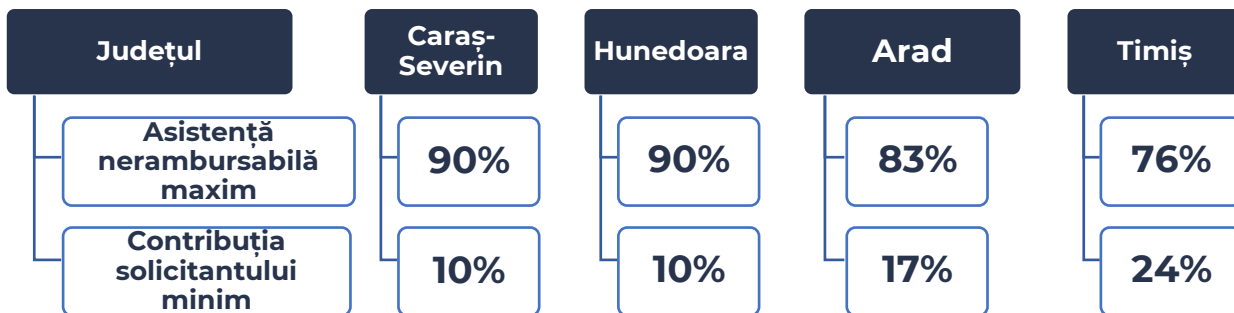 Județul
Caraș-
Severin
Hunedoara
Arad
Timiș
Asistență
nerambursabilă
maxim
90%
90%
83%
76%
Contribuția
solicitantului
minim
10%
10%
17%
24%